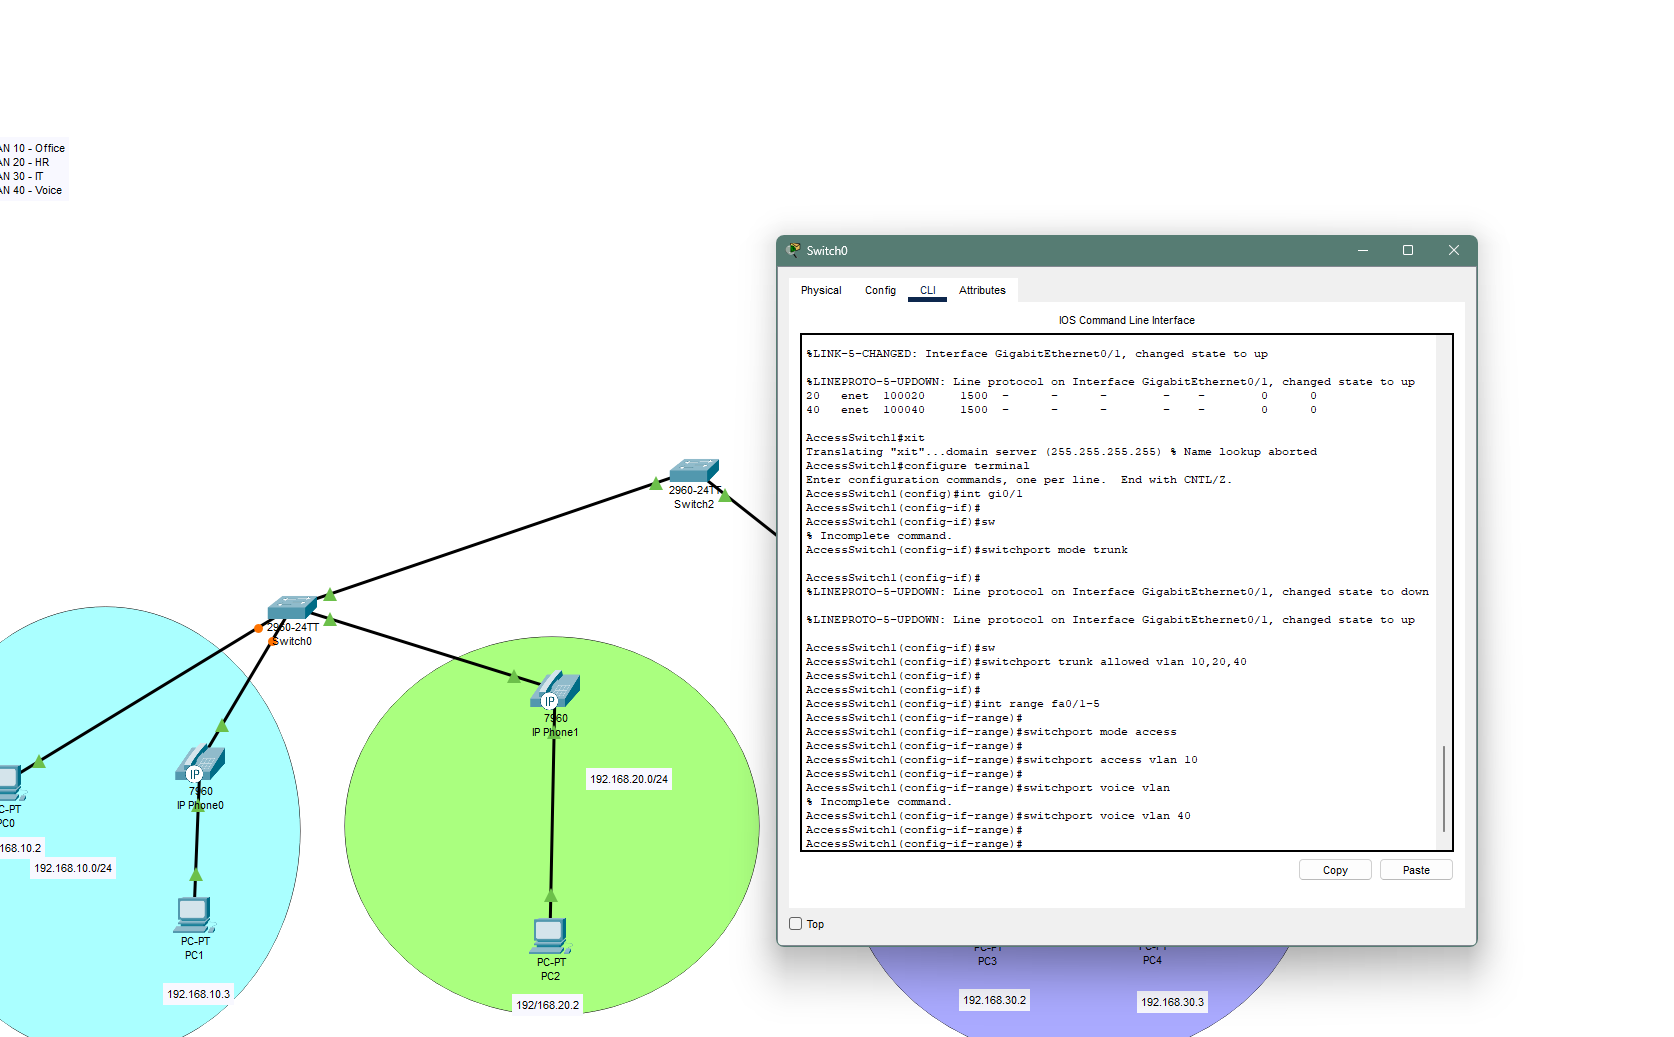 AN 10 - Office
AN 20 - HR
AN 30 - IT
AN 40 - Voice
2960-24TT
Switch2
2960-24TT
Switch0
IP
7960
IP Phone1
192.168.20.0/24
IP
7960
IP Phone0
C-PT
PC0
168.10.2
192.168.10.0/24
PC-PT
PC1
192.168.10.3
PC-PT
PC2
192/168.20.2
Switch0
Physical Config CLI Attributes
IOS Command Line Interface
%LINK-5-CHANGED: Interface GigabitEthernet0/1, changed state to up
%LINEPROTO-5-UPDOWN: Line protocol on Interface GigabitEthernet0/1, changed state to up
20 enet 100020 1500 - - - - - 0 0
40 enet 100040 1500 - - - - - 0 0
AccessSwitch1#xit
Translating "xit"...domain server (255.255.255.255) % Name lookup aborted
AccessSwitch1#configure terminal
Enter configuration commands, one per line. End with CNTL/Z.
AccessSwitch1(config)#int gi0/1
AccessSwitch1(config-if)#
AccessSwitch1(config-if)#sw
% Incomplete command.
AccessSwitch1(config-if)#switchport mode trunk
AccessSwitch1(config-if)#
%LINEPROTO-5-UPDOWN: Line protocol on Interface GigabitEthernet0/1, changed state to down
%LINEPROTO-5-UPDOWN: Line protocol on Interface GigabitEthernet0/1, changed state to up
AccessSwitch1(config-if)#sw
AccessSwitch1(config-if)#switchport trunk allowed vlan 10,20,40
AccessSwitch1(config-if)#
AccessSwitch1(config-if)#
AccessSwitch1(config-if)#int range fa0/1-5
AccessSwitch1(config-if-range)#
AccessSwitch1(config-if-range)#switchport mode access
AccessSwitch1(config-if-range)#
AccessSwitch1(config-if-range)#switchport access vlan 10
AccessSwitch1(config-if-range)#
AccessSwitch1(config-if-range)#switchport voice vlan
% Incomplete command.
AccessSwitch1(config-if-range)#switchport voice vlan 40
AccessSwitch1(config-if-range)#
AccessSwitch1(config-if-range)#
Copy Paste
Top
PC-PT
PC3
192.168.30.2
PC-PT
PC4
192.168.30.3